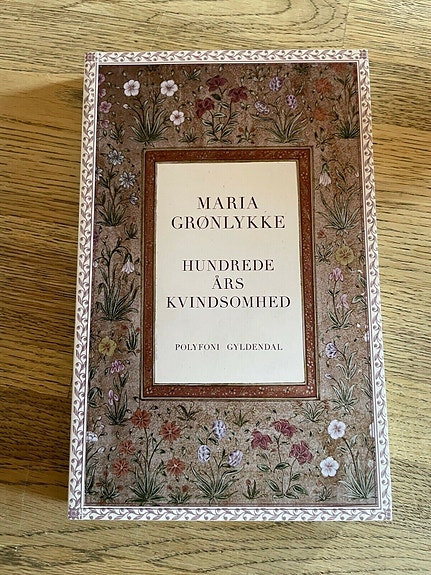 MARIA
GRØNLYKKE
HUNDREDE
ÅRS
KVINDSOMHED
POLYFONI GYLDENDAL